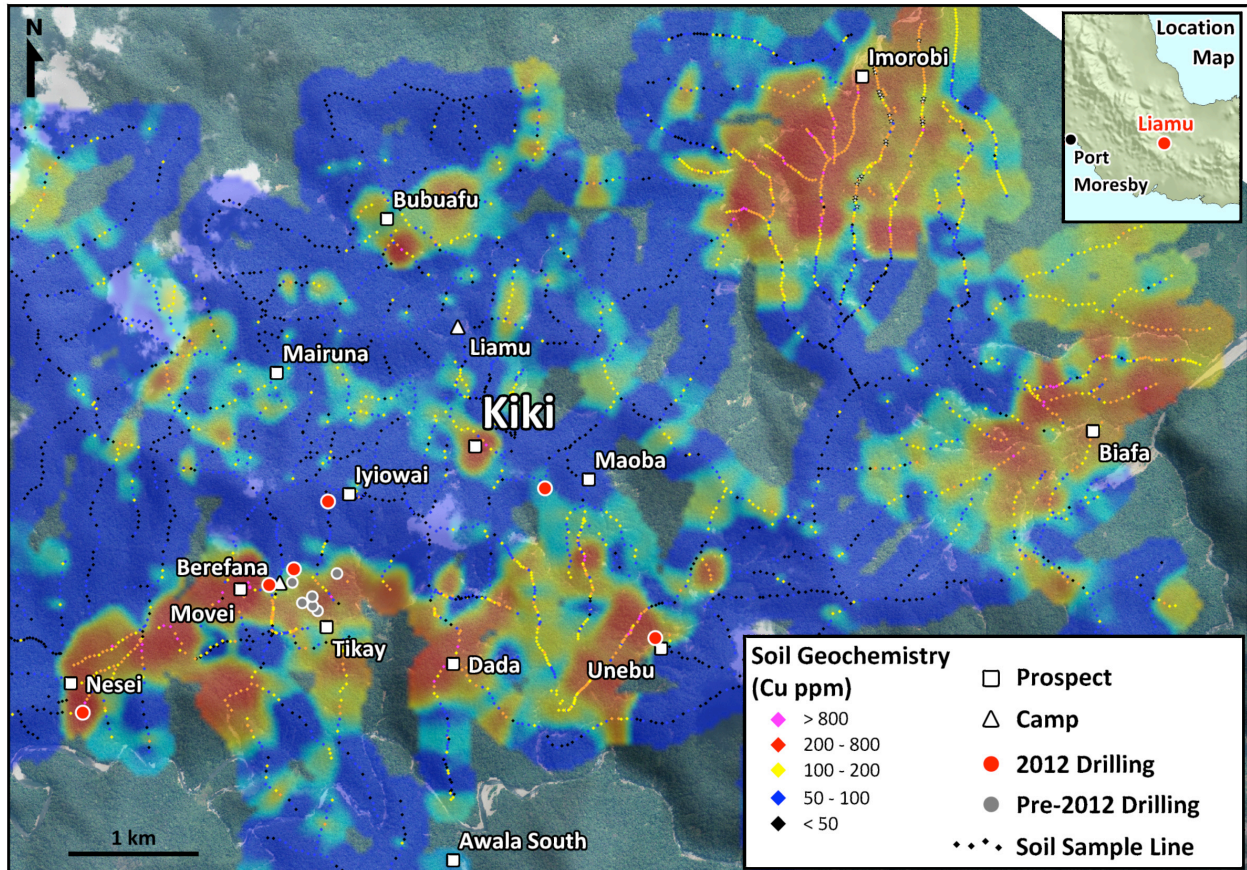 N
Imorobi
Location
Map
Liamu
Port
Moresby
Bubuafu
Liamu
Mairuna
Kiki
Maoba
Biafa
Iyiowai
Berefana
Movei
Tikay
Dada
Unebu
Nesei
Awala South
1 km
Soil Geochemistry
(Cu ppm)
> 800
200 - 800
100 - 200
50 - 100
< 50
Prospect
Camp
2012 Drilling
Pre-2012 Drilling
Soil Sample Line